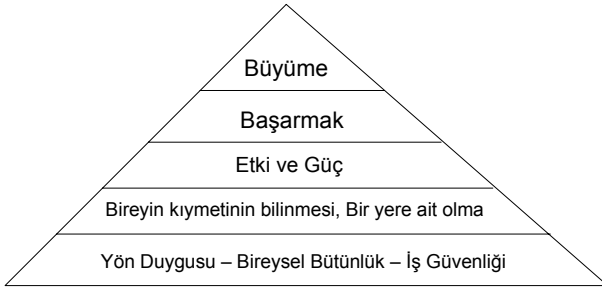 Büyüme
Başarmak
Etki ve Güç
Bireyin kıymetinin bilinmesi, Bir yere ait olma
Yön Duygusu – Bireysel Bütünlük – İş Güvenliği